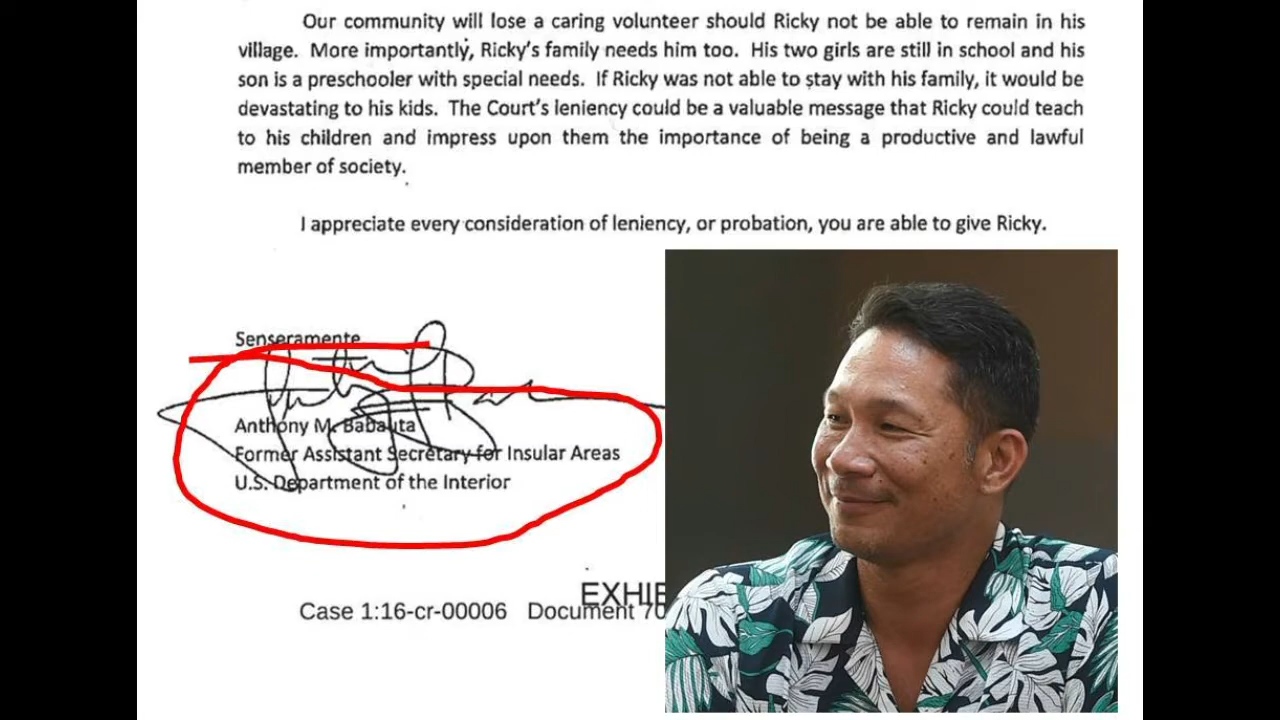 Our community will lose a caring volunteer should Ricky not be able to remain in his
village. More importantly, Ricky's family needs him too. His two girls are still in school and his
son is a preschooler with special needs. If Ricky was not able to stay with his family, it would be
devastating to his kids. The Court's leniency could be a valuable message that Ricky could teach
to his children and impress upon them the importance of being a productive and lawful
member of society.
I appreciate every consideration of leniency, or probation, you are able to give Ricky.
Senseramente
Anthony M. Babauta
Former Assistant Secretary for Insular Areas
U.S. Department of the Interior
EXHIB
Case 1:16-cr-00006 Document 70